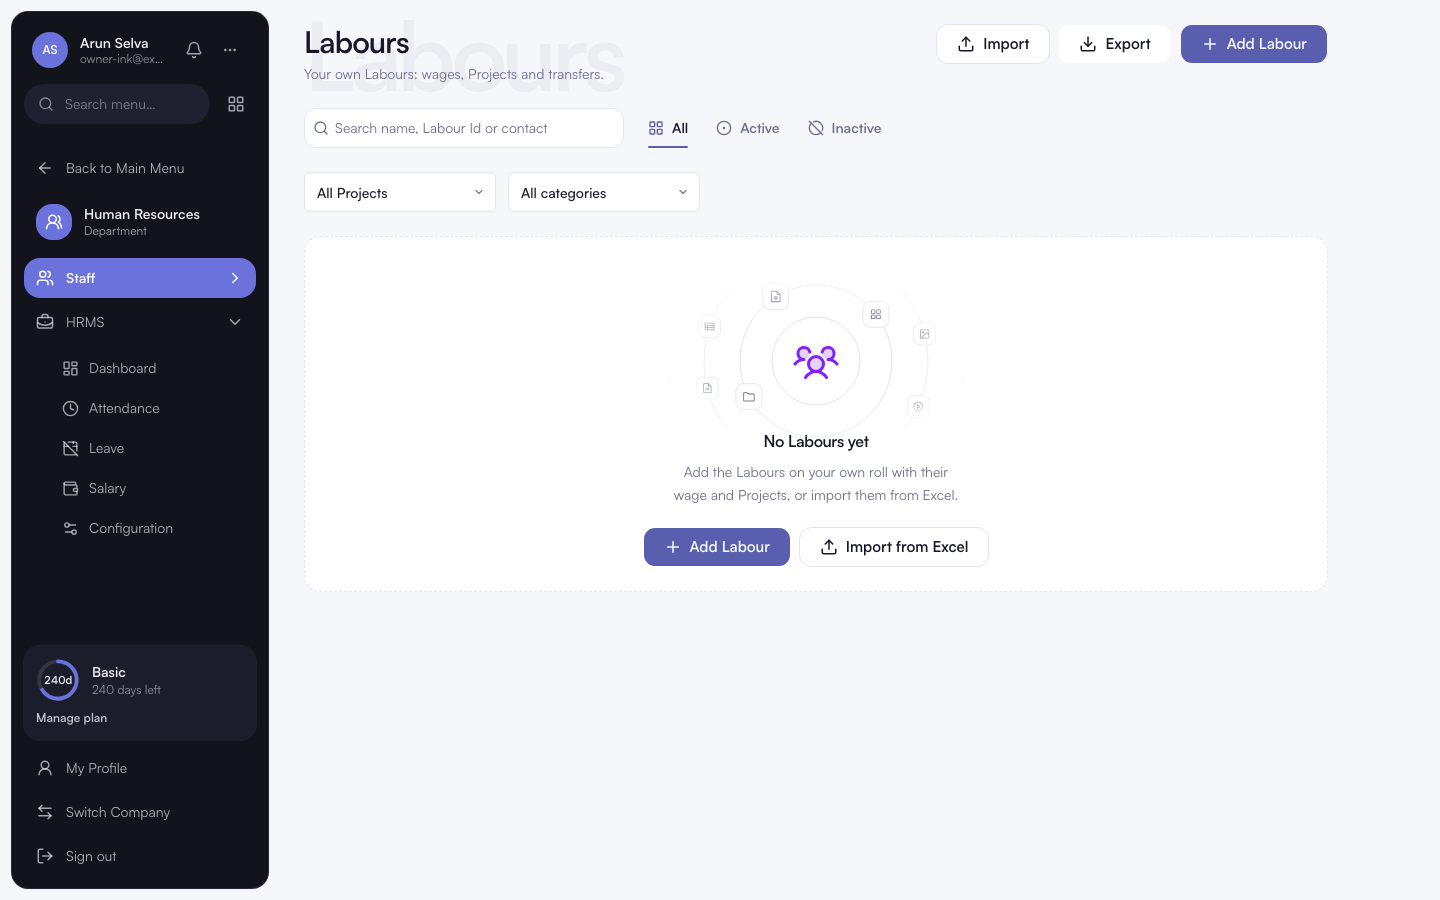 AS
Arun Selva
owner-ink@ex...
Search menu...
Back to Main Menu
Human Resources
Department
Staff
HRMS
Dashboard
Attendance
Leave
Salary
Configuration
240d
Basic
240 days left
Manage plan
My Profile
Switch Company
Sign out
Labours
Labours
Your own Labours: wages, Projects and transfers.
Import
Export
Add Labour
Search name, Labour Id or contact
All
Active
Inactive
All Projects
All categories
No Labours yet
Add the Labours on your own roll with their
wage and Projects, or import them from Excel.
Add Labour
Import from Excel